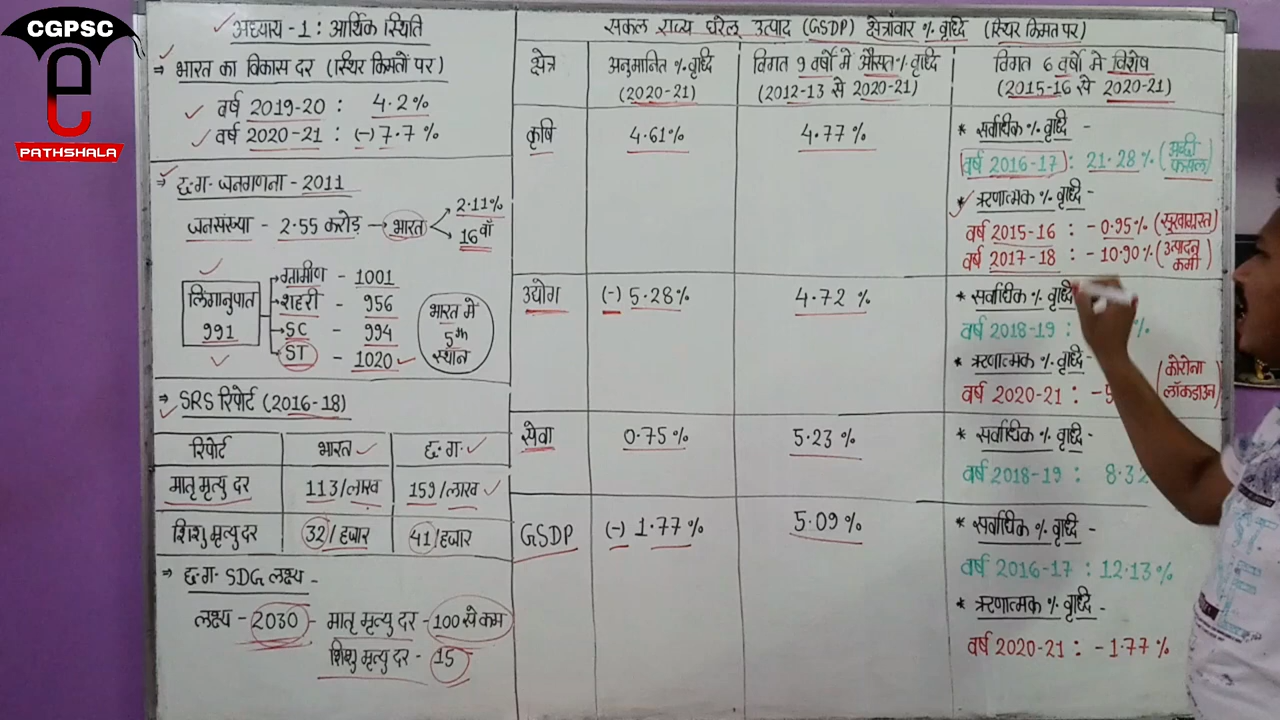 CGPSC
e
PATHSHALA
अध्याय - 1 : आर्थिक स्थिति
⇒ भारत का विकास दर (स्थिर किमतों पर)
वर्ष 2019-20 : 4.2%
वर्ष 2020-21 : (-) 7.7 %
⇒ छ.ग. जनगणना - 2011
जनसंख्या - 2.55 करोड़ → भारत
2.11%
16वाँ
लिंगानुपात
991
ग्रामीण - 1001
शहरी - 956
SC - 994
ST - 1020
भारत में
5th
स्थान
⇒ SRS रिपोर्ट (2016-18)
रिपोर्ट भारत छ.ग.
मातृ मृत्यु दर 113/लाख 159/लाख
शिशु मृत्यु दर 32/हजार 41/हजार
⇒ छ.ग. SDG लक्ष्य -
लक्ष्य - 2030 - मातृ मृत्यु दर - 100 से कम
शिशु मृत्यु दर - 15
सकल राज्य घरेलु उत्पाद (GSDP) क्षेत्रांवार % वृध्दि (स्थिर किमत पर)
क्षेत्र अनुमानित % वृध्दि विगत 9 वर्षो मे औसत % वृध्दि विगत 6 वर्षो मे विशेष
(2020-21) (2012-13 से 2020-21) (2015-16 से 2020-21)
कृषि 4.61% 4.77%
* सर्वाधिक % वृध्दि -
वर्ष 2016-17 : 21.28 % (अच्छी फसल)
* ऋणात्मक % वृध्दि -
वर्ष 2015-16 : - 0.95% (सूखाग्रस्त)
वर्ष 2017-18 : - 10.90% (उत्पादन कमी)
उद्योग (-) 5.28% 4.72 %
* सर्वाधिक % वृध्दि
वर्ष 2018-19 : %
* ऋणात्मक % वृध्दि -
वर्ष 2020-21 : -5 (कोरोना लॉकडाउन)
सेवा 0.75 % 5.23 %
* सर्वाधिक % वृध्दि -
वर्ष 2018-19 : 8.32
GSDP (-) 1.77 % 5.09 %
* सर्वाधिक % वृध्दि -
वर्ष 2016-17 : 12.13 %
* ऋणात्मक % वृध्दि -
वर्ष 2020-21 : - 1.77 %